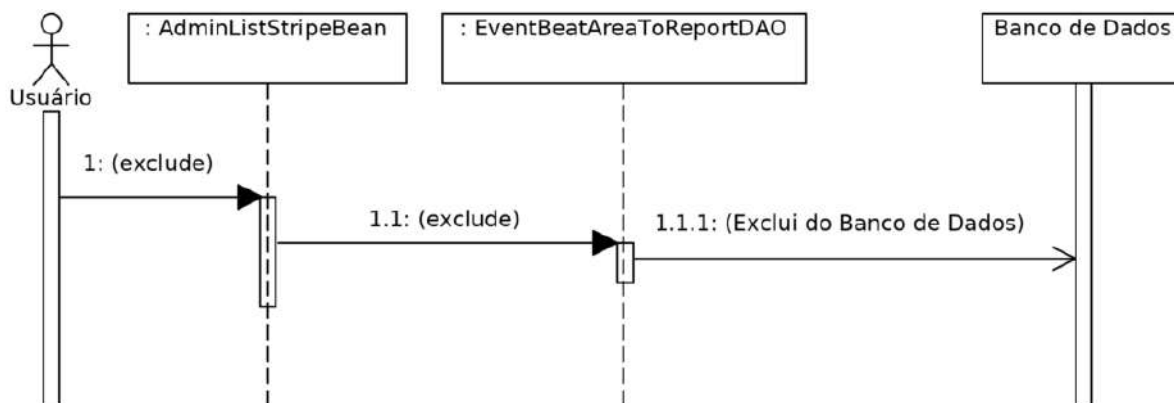 : AdminListStripeBean
: EventBeatAreaToReportDAO
Banco de Dados
Usuário
1: (exclude)
1.1: (exclude)
1.1.1: (Exclui do Banco de Dados)